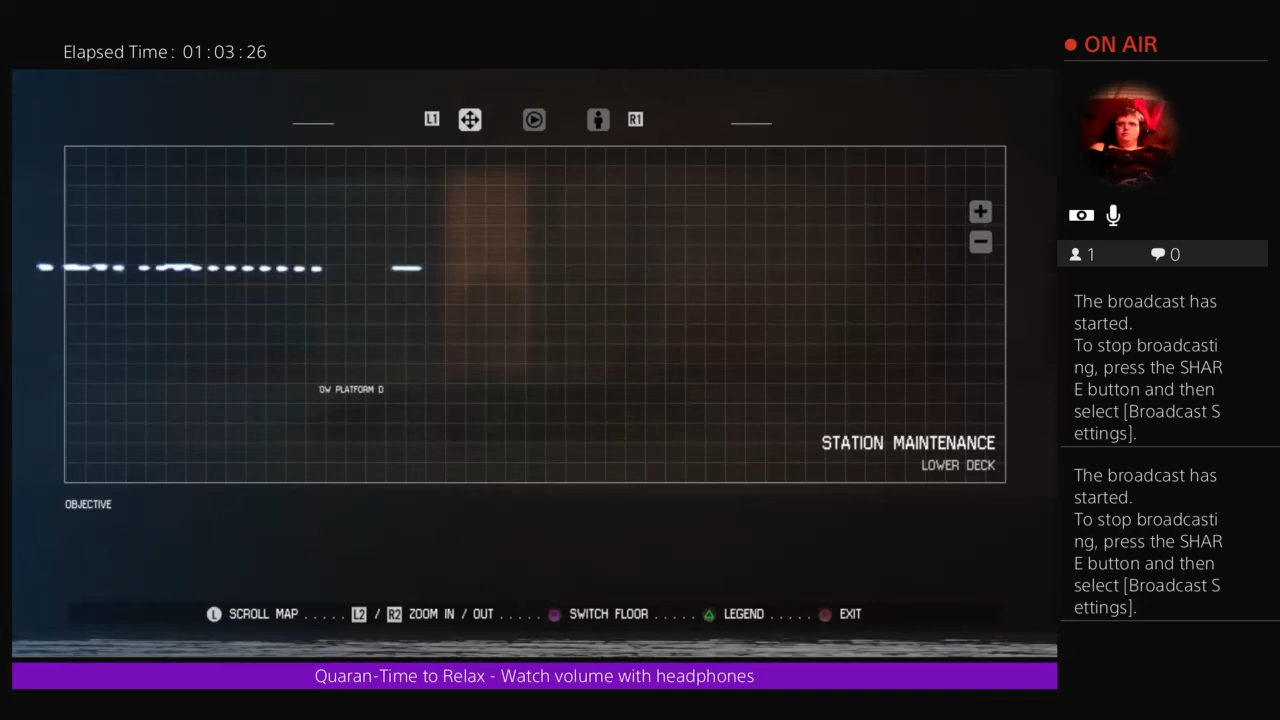 Elapsed Time: 01:03:26
ON AIR
L1
R1
1
0
The broadcast has
started.
To stop broadcasti
ng, press the SHAR
E button and then
select [Broadcast S
ettings].
OW PLATFORM D
STATION MAINTENANCE
LOWER DECK
The broadcast has
started.
To stop broadcasti
ng, press the SHAR
E button and then
select [Broadcast S
ettings].
OBJECTIVE
L SCROLL MAP ..... L2 / R2 ZOOM IN / OUT ..... SWITCH FLOOR ..... LEGEND ..... EXIT
Quaran-Time to Relax - Watch volume with headphones